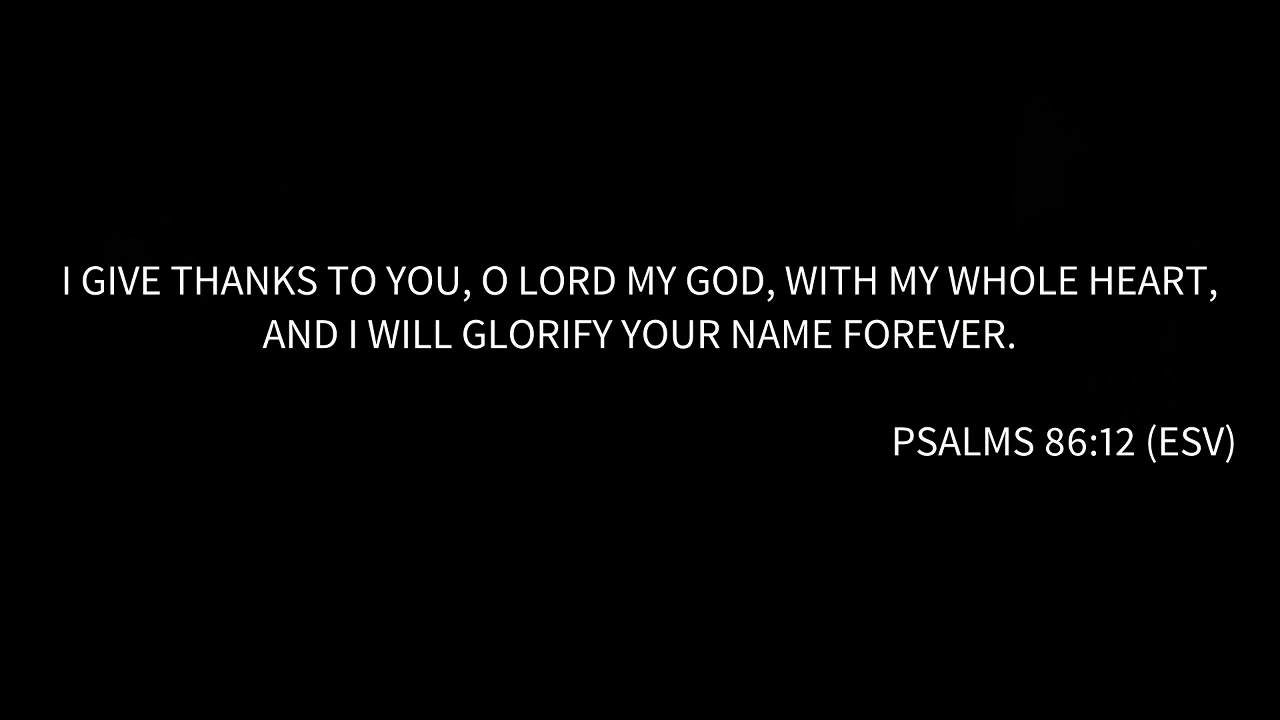 I GIVE THANKS TO YOU, O LORD MY GOD, WITH MY WHOLE HEART,
AND I WILL GLORIFY YOUR NAME FOREVER.
PSALMS 86:12 (ESV)